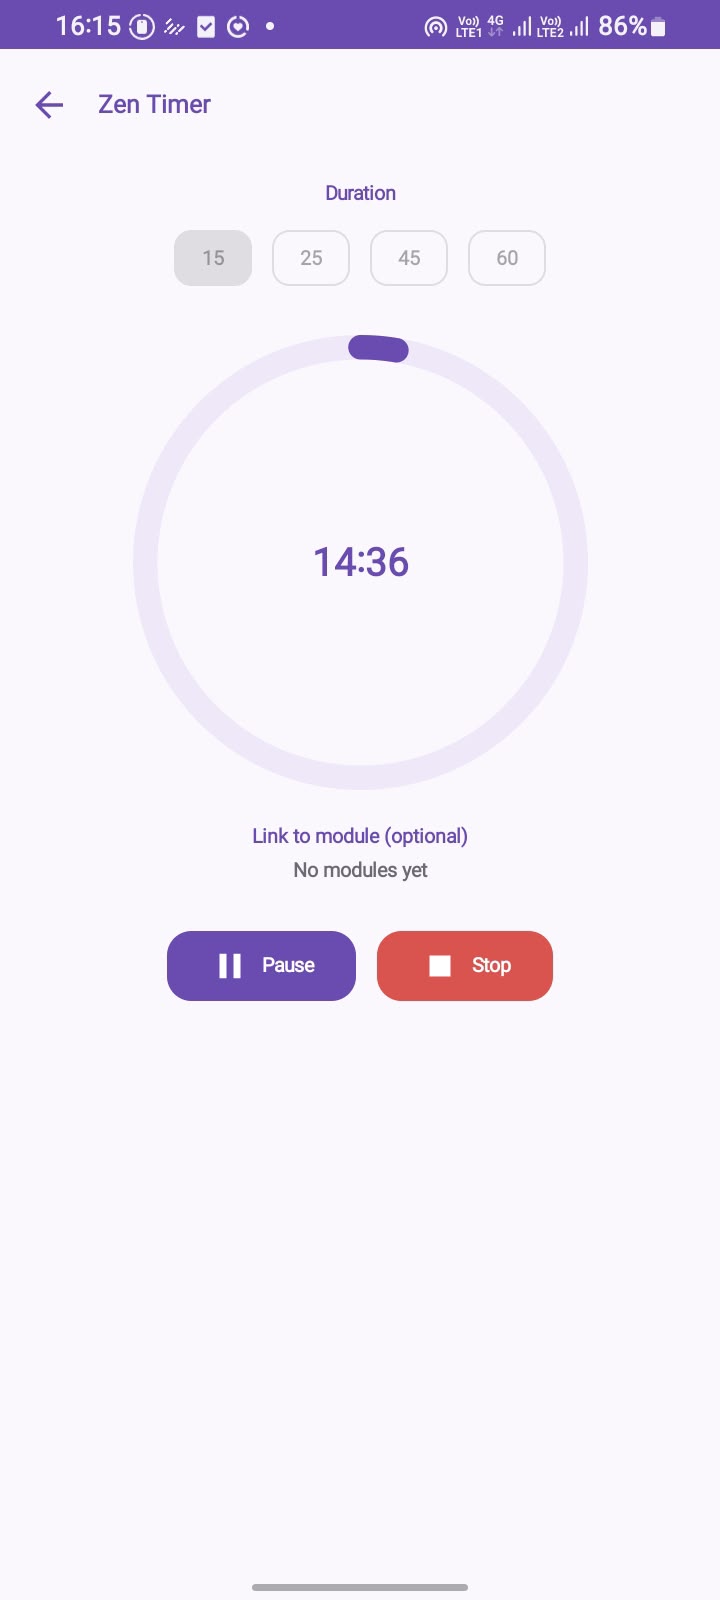 16:15 Vo)) LTE1 4G Vo)) LTE2 86%
Zen Timer
Duration
15 25 45 60
14:36
Link to module (optional)
No modules yet
Pause Stop